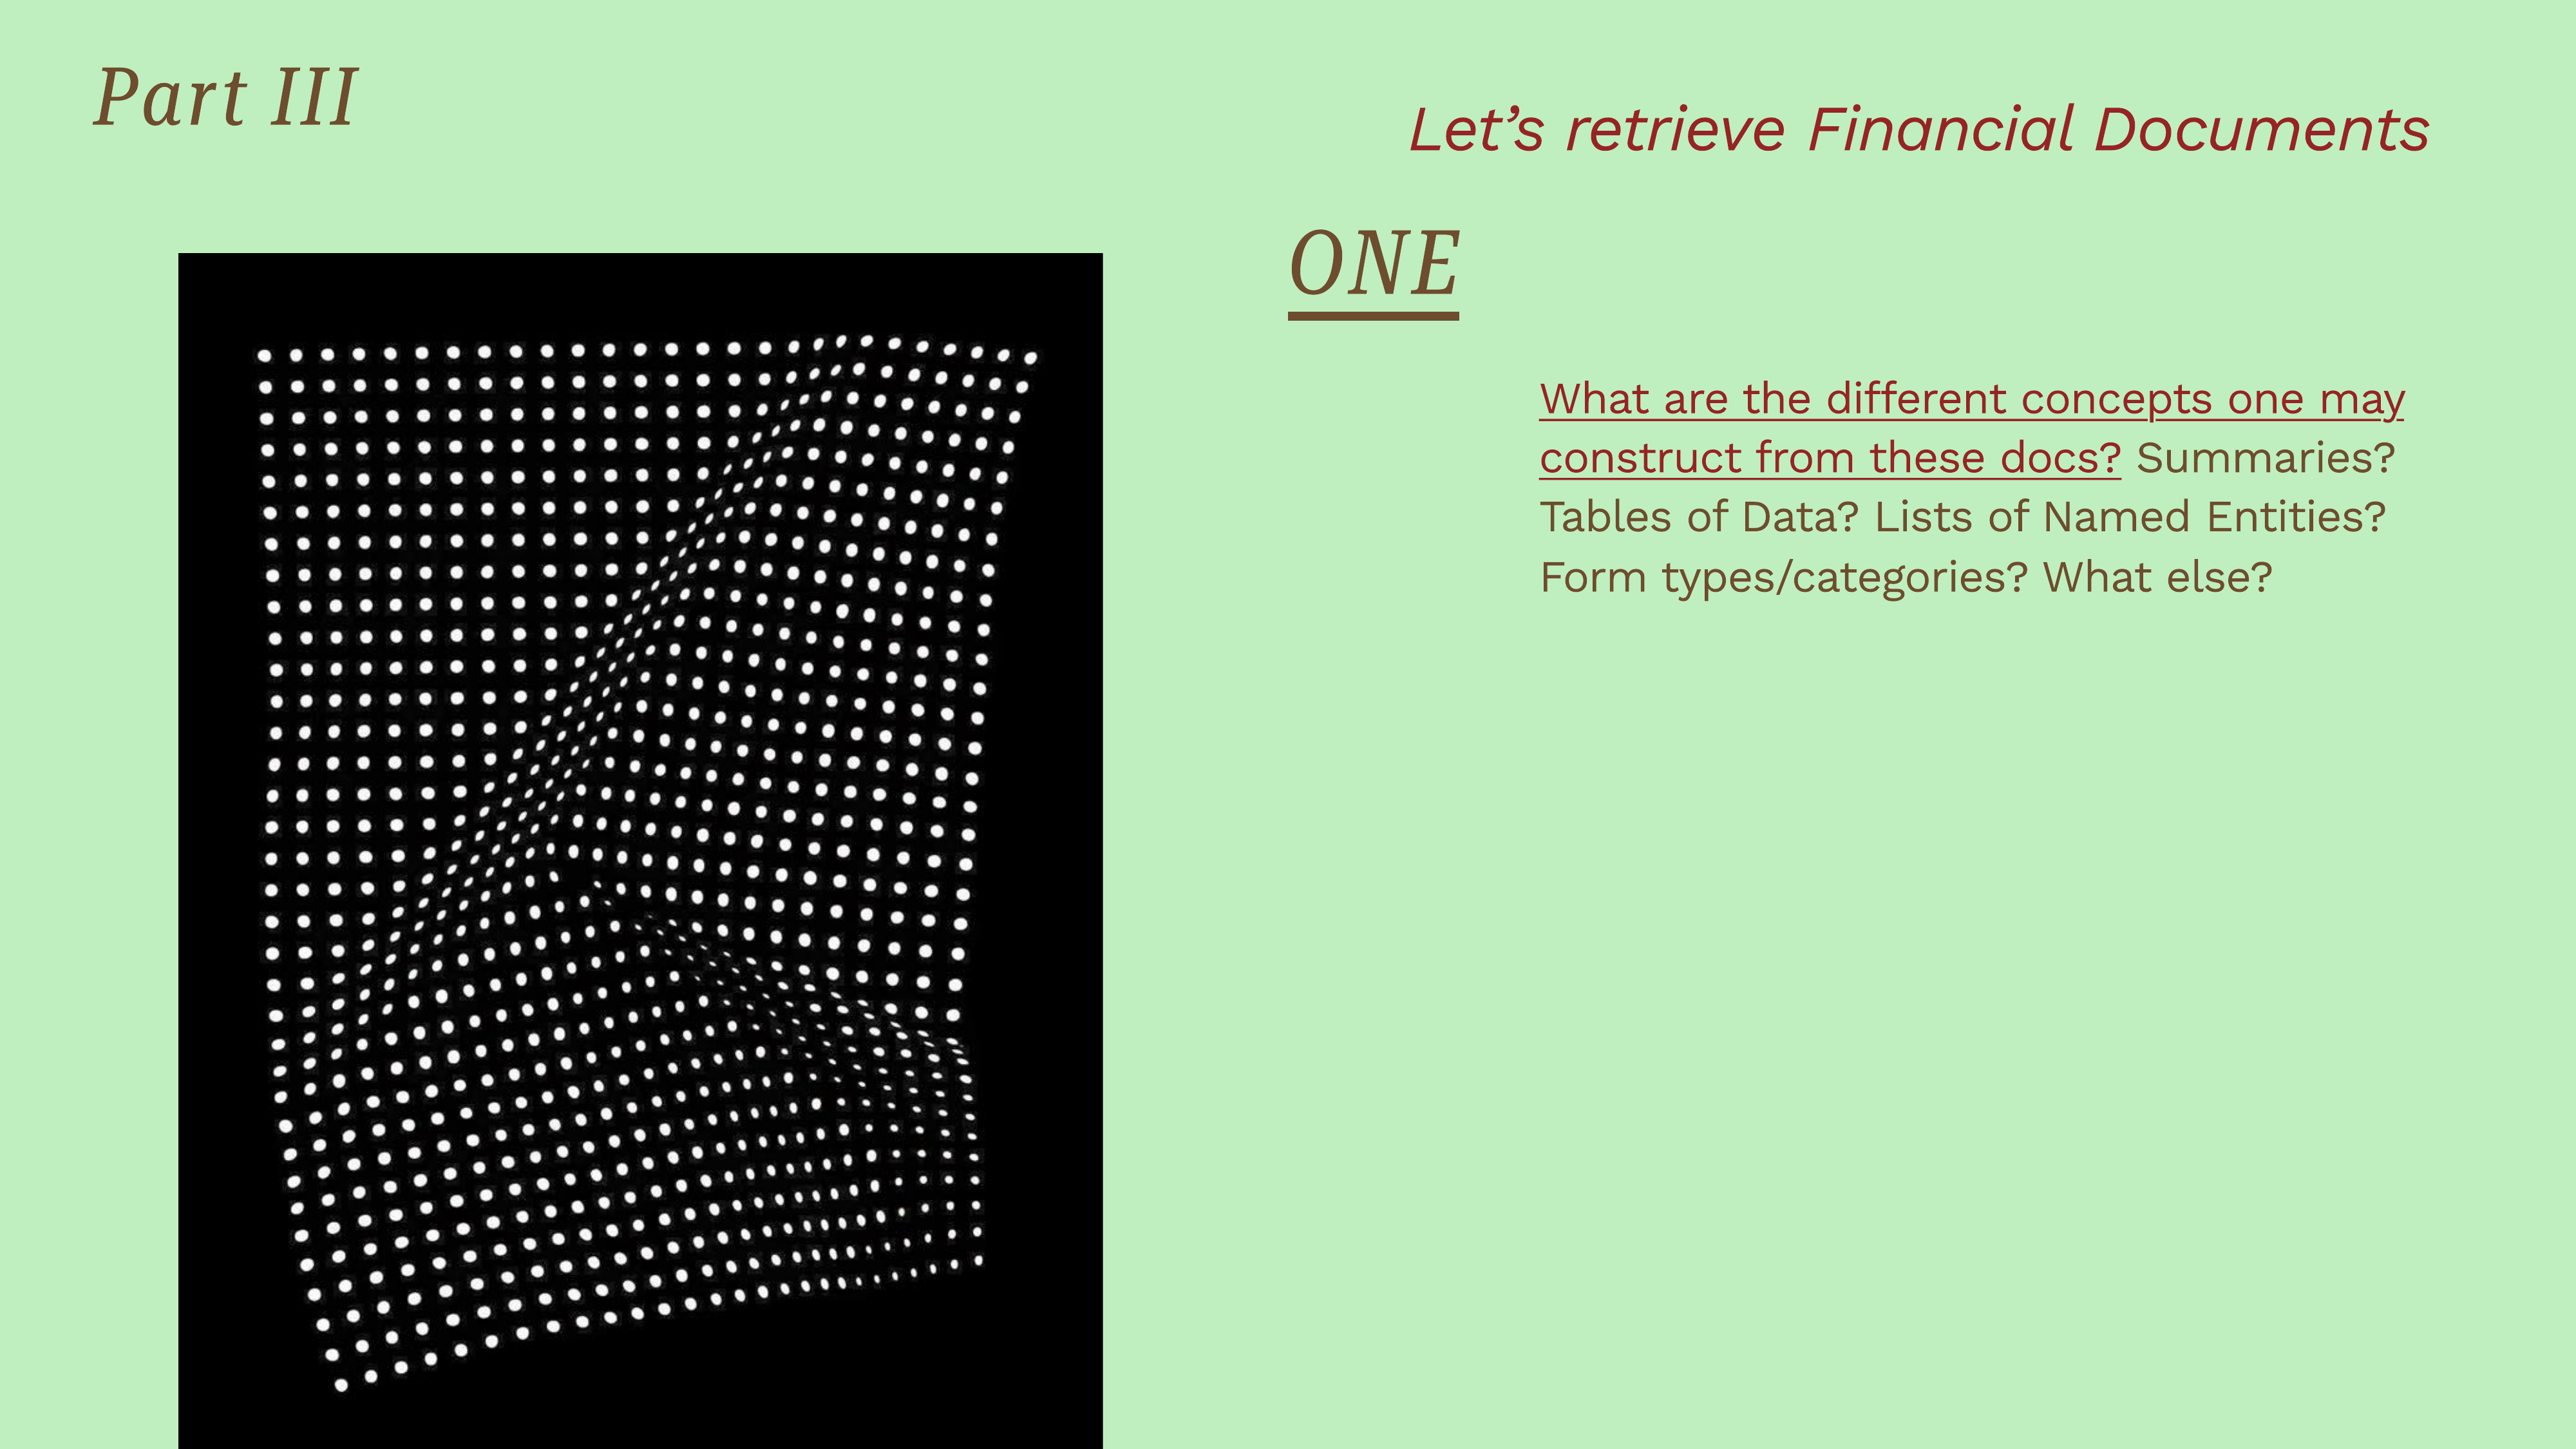 Part III
Let’s retrieve Financial Documents
ONE
What are the different concepts one may
construct from these docs? Summaries?
Tables of Data? Lists of Named Entities?
Form types/categories? What else?